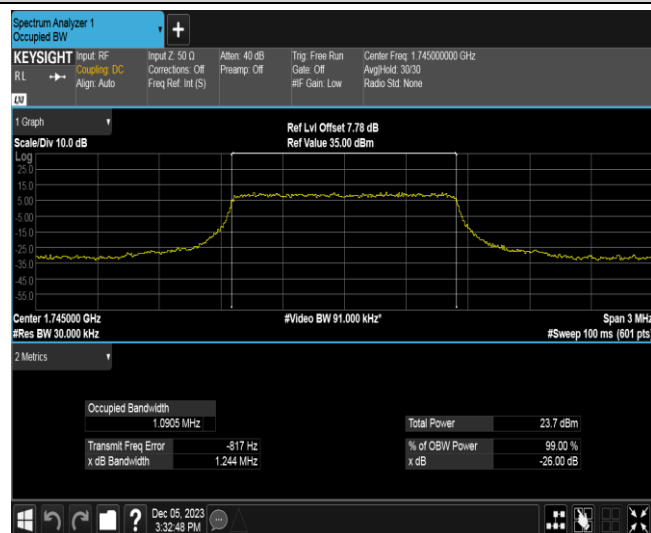 Spectrum Analyzer 1
Occupied BW
+
KEYSIGHT Input: RF Input Z: 50 Ω Atten: 40 dB Trig: Free Run Center Freq: 1.745000000 GHz
RL Coupling: DC Corrections: Off Preamp: Off Gate: Off Avg|Hold: 30/30
Align: Auto Freq Ref: Int (S) #IF Gain: Low Radio Std: None
LXI
1 Graph
Ref Lvl Offset 7.78 dB
Scale/Div 10.0 dB Ref Value 35.00 dBm
Log
25.0
15.0
5.00
-5.00
-15.0
-25.0
-35.0
-45.0
-55.0
Center 1.745000 GHz #Video BW 91.000 kHz* Span 3 MHz
#Res BW 30.000 kHz #Sweep 100 ms (601 pts)
2 Metrics
Occupied Bandwidth
1.0905 MHz Total Power 23.7 dBm
Transmit Freq Error -817 Hz % of OBW Power 99.00 %
x dB Bandwidth 1.244 MHz x dB -26.00 dB
? Dec 05, 2023
3:32:48 PM